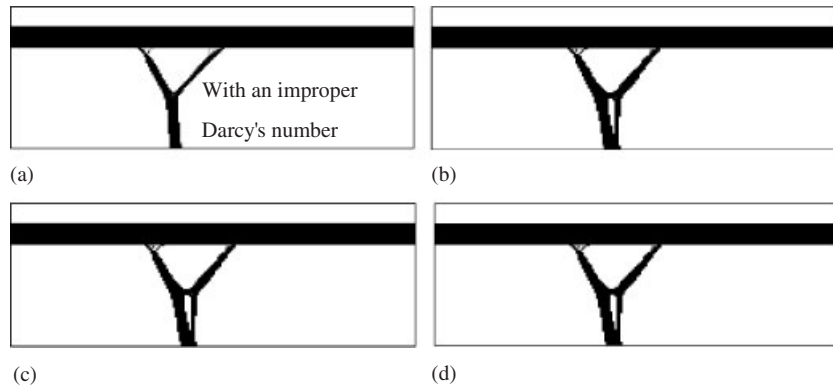 With an improper
Darcy's number
(a)
(b)
(c)
(d)